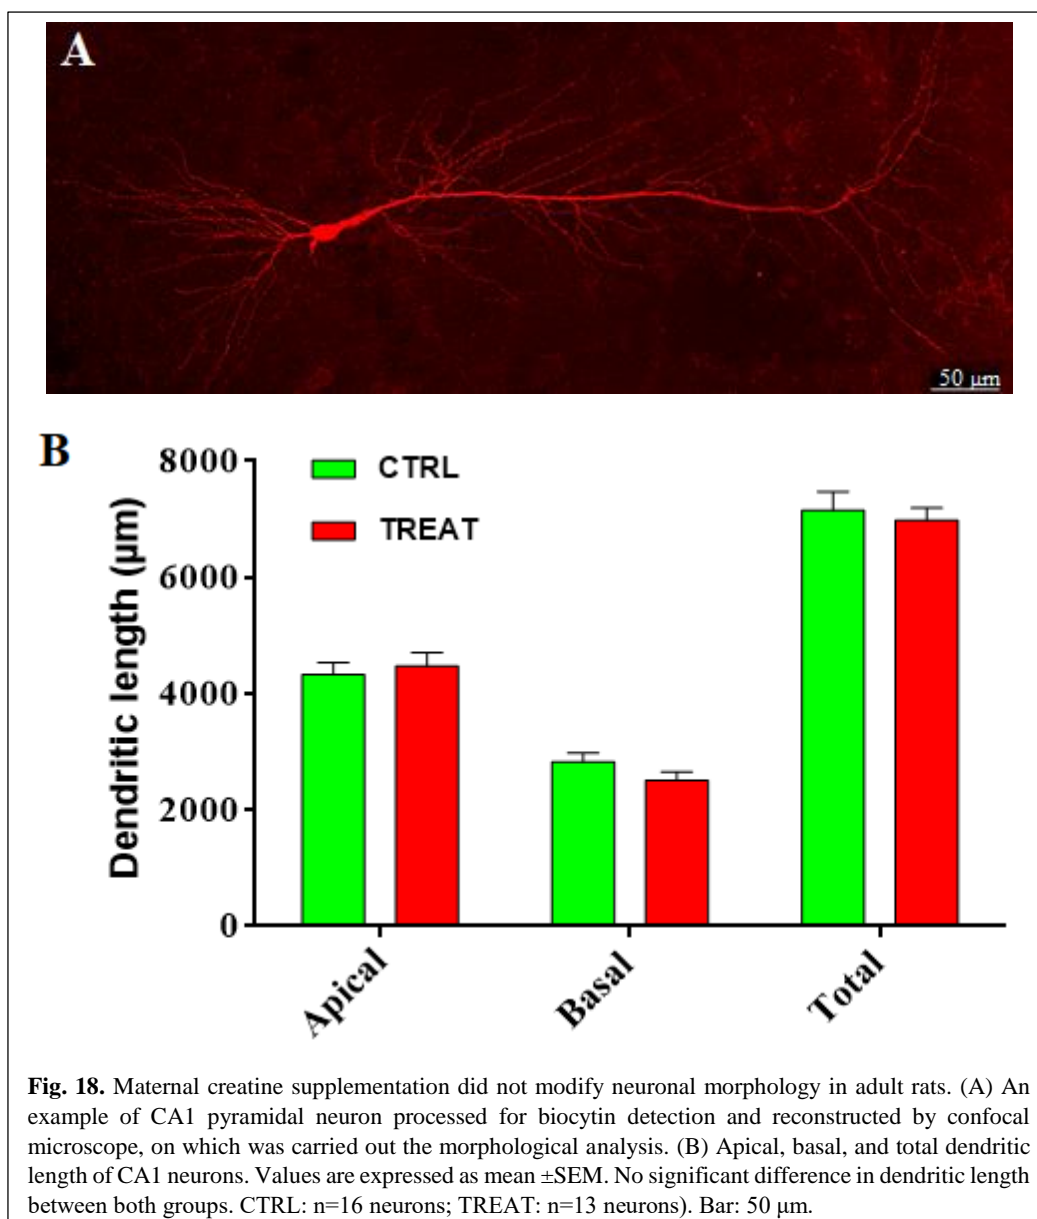 A
50 µm
B
8000
6000
4000
2000
0
Dendritic length (µm)
CTRL
TREAT
Apical
Basal
Total
Fig. 18. Maternal creatine supplementation did not modify neuronal morphology in adult rats. (A) An
example of CA1 pyramidal neuron processed for biocytin detection and reconstructed by confocal
microscope, on which was carried out the morphological analysis. (B) Apical, basal, and total dendritic
length of CA1 neurons. Values are expressed as mean ±SEM. No significant difference in dendritic length
between both groups. CTRL: n=16 neurons; TREAT: n=13 neurons). Bar: 50 µm.